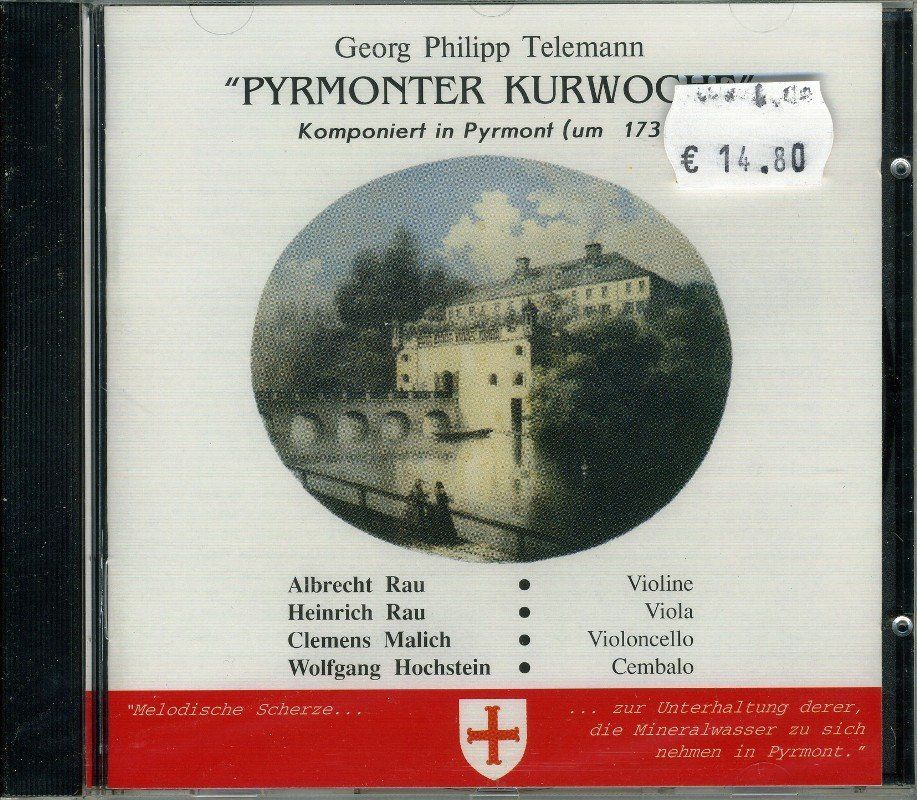 Georg Philipp Telemann
"PYRMONTER KURWOCHE"
Komponiert in Pyrmont (um 173
€ 14.80
Albrecht Rau • Violine
Heinrich Rau • Viola
Clemens Malich • Violoncello
Wolfgang Hochstein • Cembalo
"Melodische Scherze...
... zur Unterhaltung derer,
die Mineralwasser zu sich
nehmen in Pyrmont."